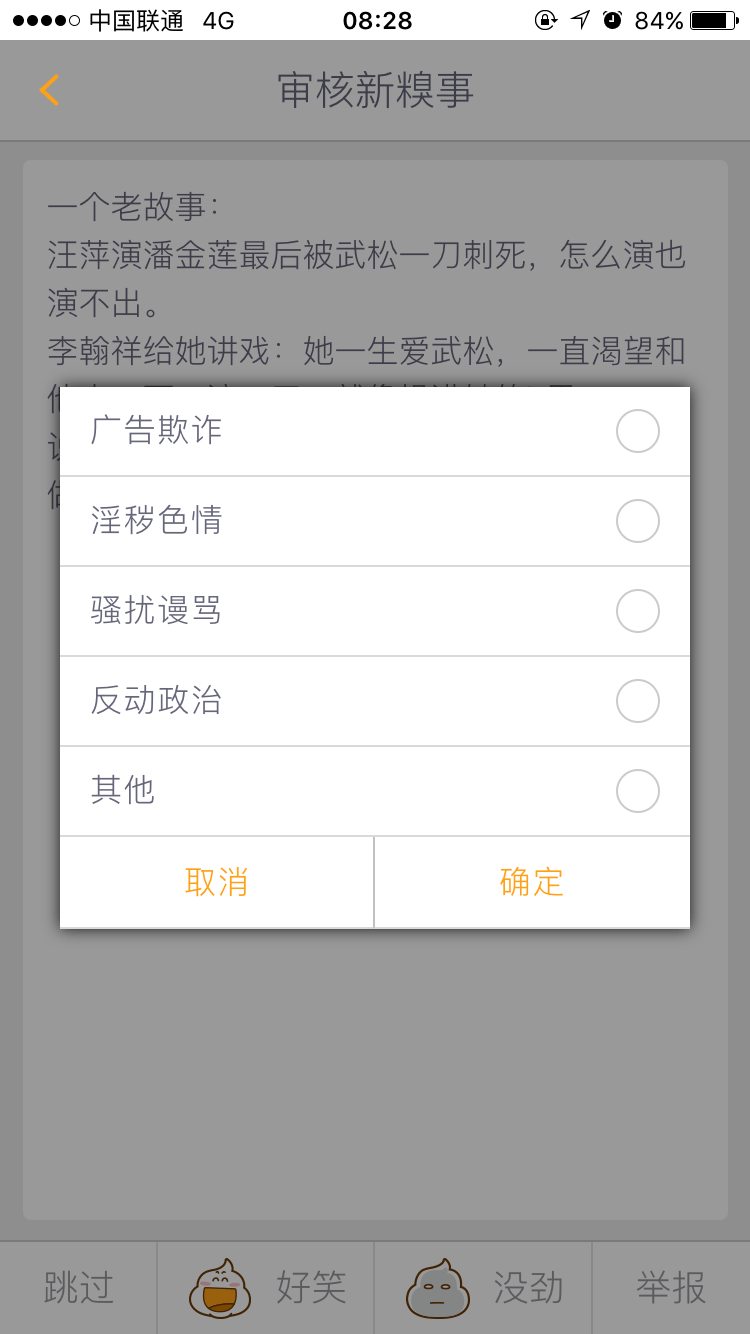 中国联通 4G 08:28 84%
审核新糗事
一个老故事：
汪萍演潘金莲最后被武松一刀刺死，怎么演也
演不出。
李翰祥给她讲戏：她一生爱武松，一直渴望和
广告欺诈
淫秽色情
骚扰谩骂
反动政治
其他
取消 确定
跳过 好笑 没劲 举报